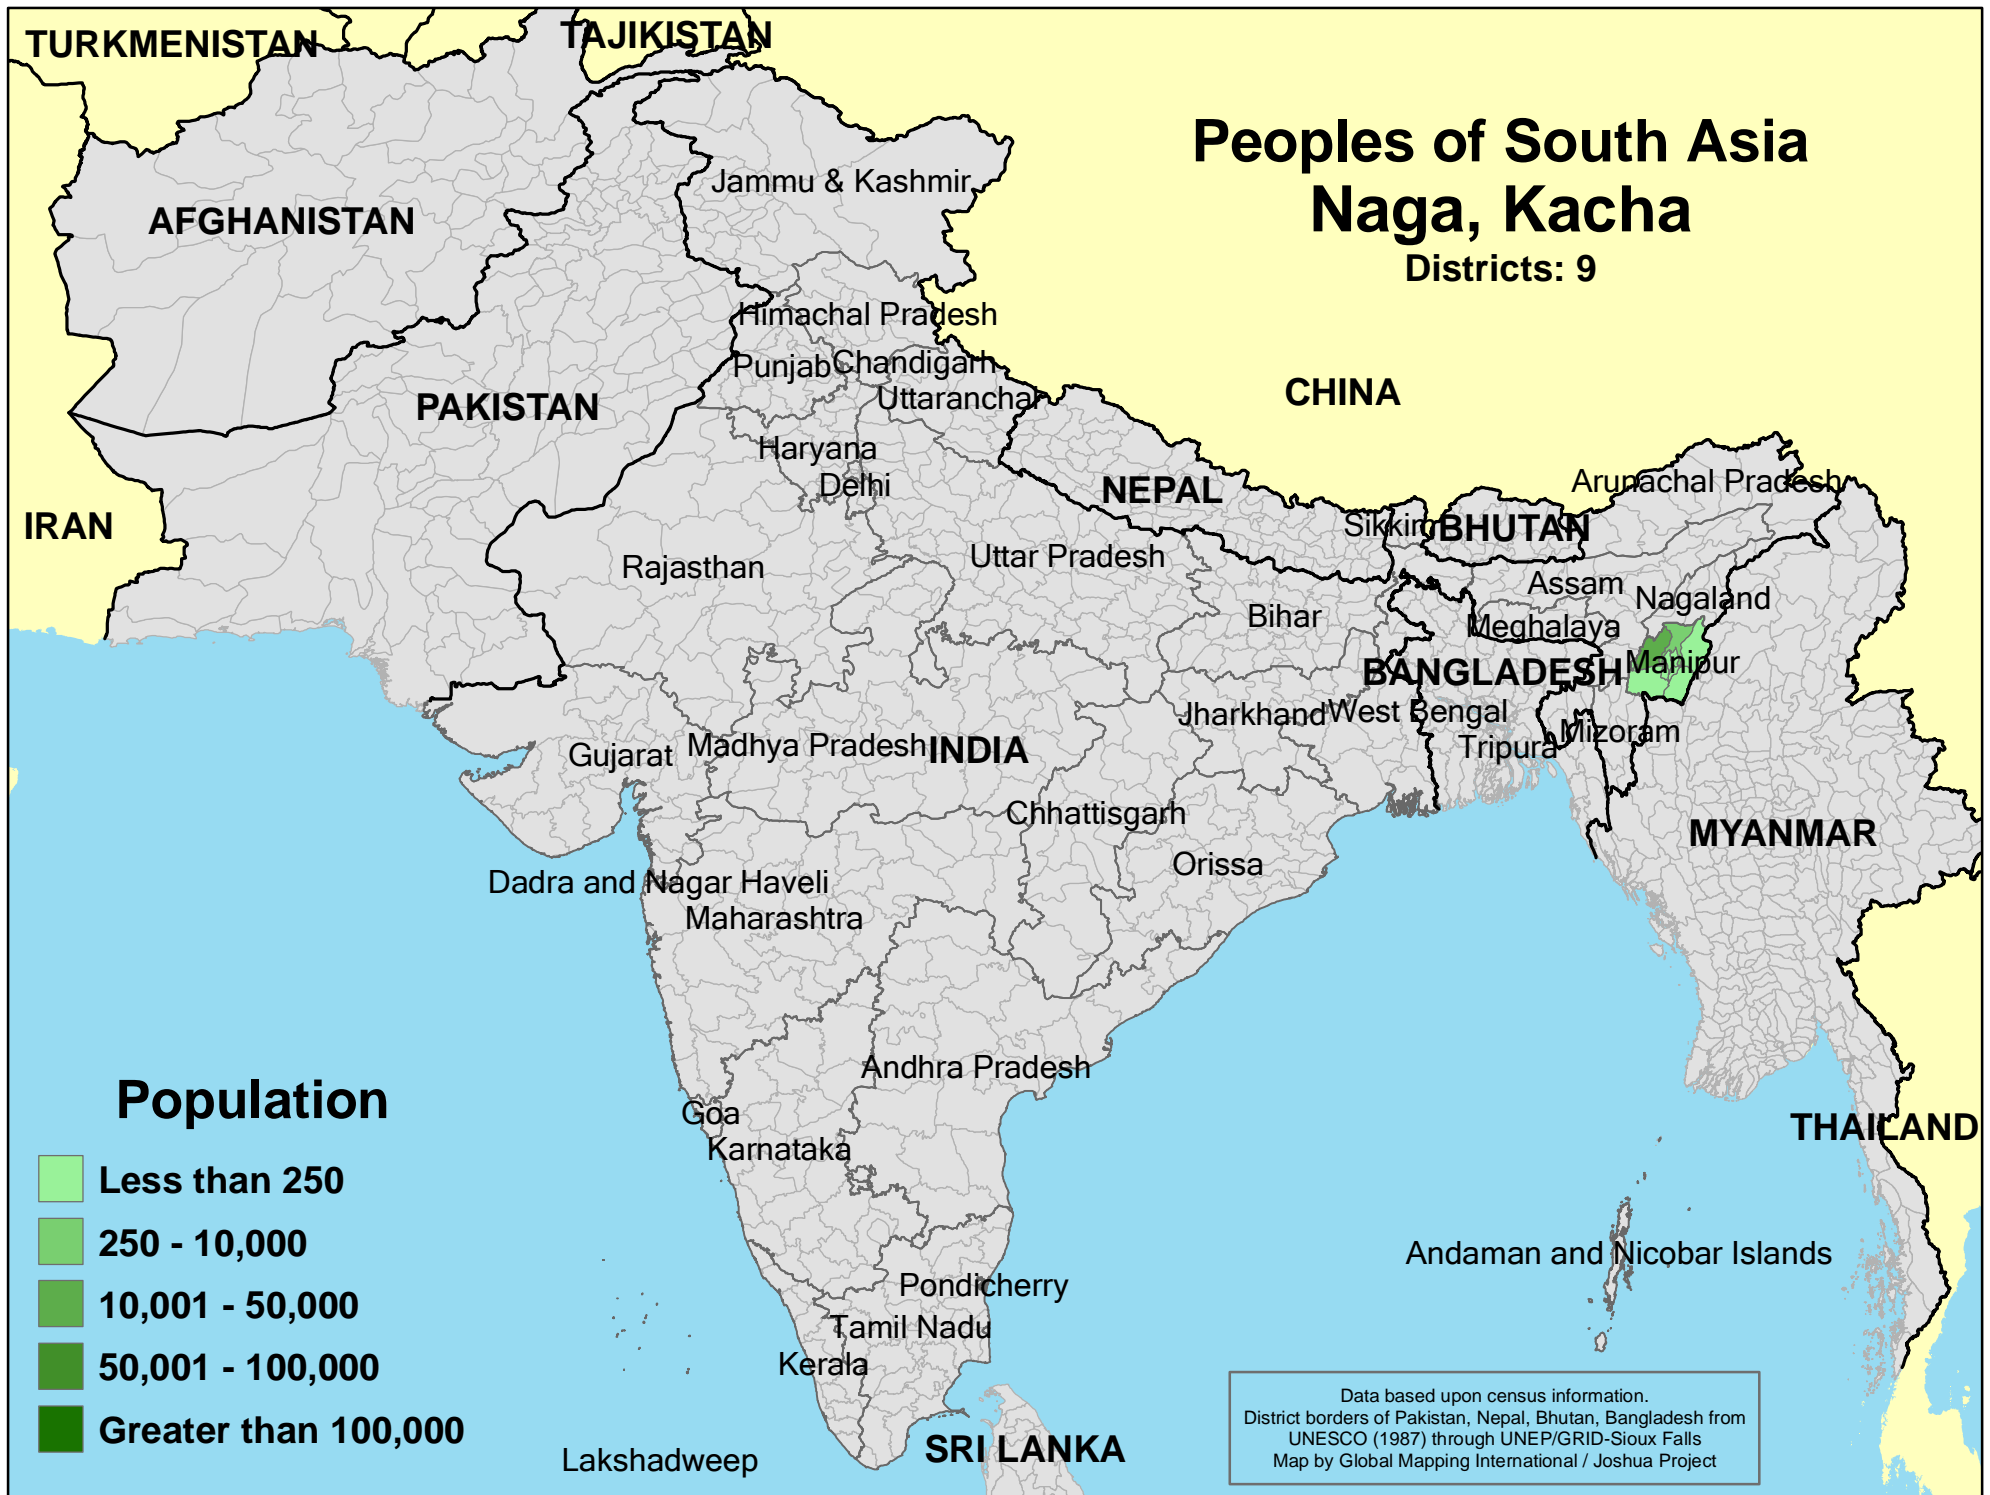 TURKMENISTAN
TAJIKISTAN
Peoples of South Asia
Naga, Kacha
Districts: 9
Jammu & Kashmir
AFGHANISTAN
Himachal Pradesh
Punjab
Chandigarh
CHINA
Uttaranchal
PAKISTAN
Haryana
Delhi
NEPAL
Arunachal Pradesh
IRAN
Sikkim
BHUTAN
Uttar Pradesh
Rajasthan
Assam
Nagaland
Bihar
Meghalaya
BANGLADESH
Manipur
Jharkhand
West Bengal
Gujarat
Madhya Pradesh
INDIA
Tripura
Mizoram
Chhattisgarh
MYANMAR
Orissa
Dadra and Nagar Haveli
Maharashtra
Andhra Pradesh
Goa
Karnataka
THAILAND
Andaman and Nicobar Islands
Pondicherry
Tamil Nadu
Kerala
Lakshadweep
SRI LANKA
Population
Less than 250
250 - 10,000
10,001 - 50,000
50,001 - 100,000
Greater than 100,000
Data based upon census information.
District borders of Pakistan, Nepal, Bhutan, Bangladesh from
UNESCO (1987) through UNEP/GRID-Sioux Falls
Map by Global Mapping International / Joshua Project